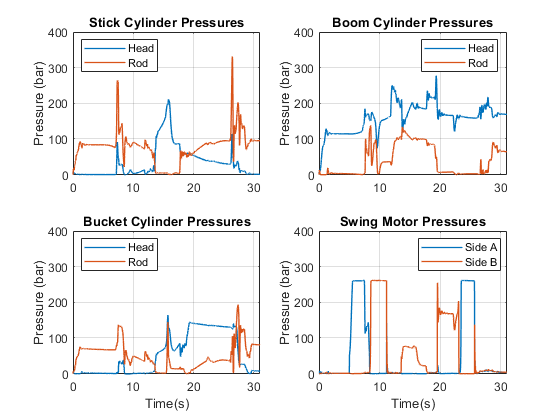 Stick Cylinder Pressures
400
300
200
100
0
Pressure (bar)
Head
Rod
0
10
20
30
Boom Cylinder Pressures
400
300
200
100
0
Pressure (bar)
Head
Rod
0
10
20
30
Bucket Cylinder Pressures
400
300
200
100
0
Pressure (bar)
Head
Rod
0
10
20
30
Time(s)
Swing Motor Pressures
400
300
200
100
0
Pressure (bar)
Side A
Side B
0
10
20
30
Time(s)